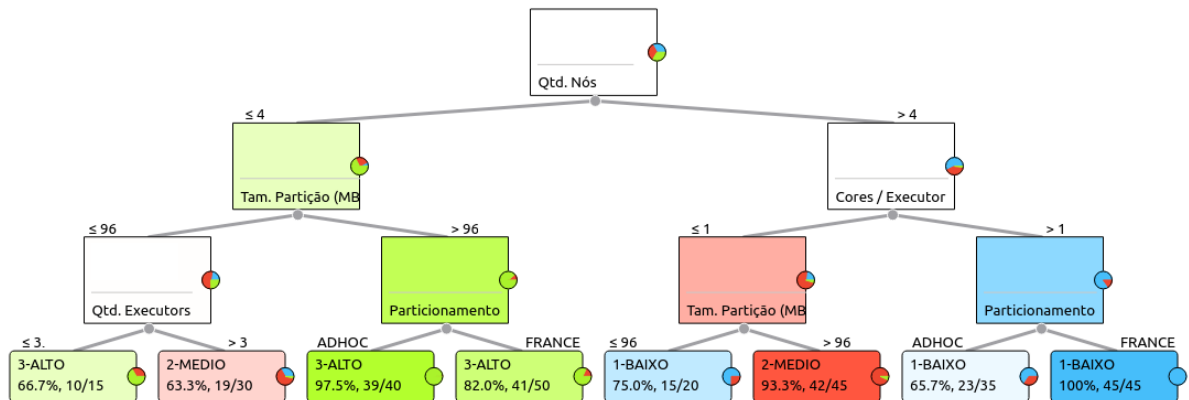 Qtd. Nós
≤ 4
> 4
Tam. Partição (MB
Cores / Executor
≤ 96
> 96
≤ 1
> 1
Qtd. Executors
Particionamento
Tam. Partição (MB
Particionamento
≤ 3.
> 3
ADHOC
FRANCE
≤ 96
> 96
ADHOC
FRANCE
3-ALTO
66.7%, 10/15
2-MEDIO
63.3%, 19/30
3-ALTO
97.5%, 39/40
3-ALTO
82.0%, 41/50
1-BAIXO
75.0%, 15/20
2-MEDIO
93.3%, 42/45
1-BAIXO
65.7%, 23/35
1-BAIXO
100%, 45/45